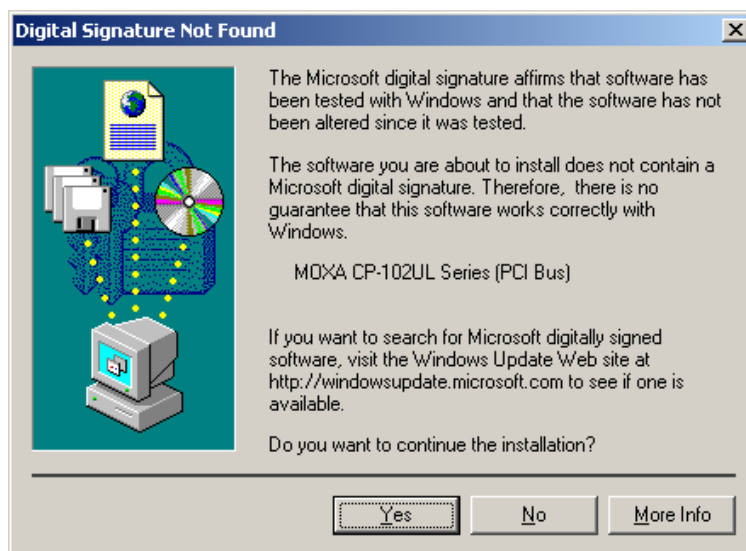 Digital Signature Not Found
The Microsoft digital signature affirms that software has
been tested with Windows and that the software has not
been altered since it was tested.
The software you are about to install does not contain a
Microsoft digital signature. Therefore,  there is no
guarantee that this software works correctly with
Windows.
MOXA CP-102UL Series (PCI Bus)
If you want to search for Microsoft digitally signed
software, visit the Windows Update Web site at
http://windowsupdate.microsoft.com to see if one is
available.
Do you want to continue the installation?
Yes
No
More Info